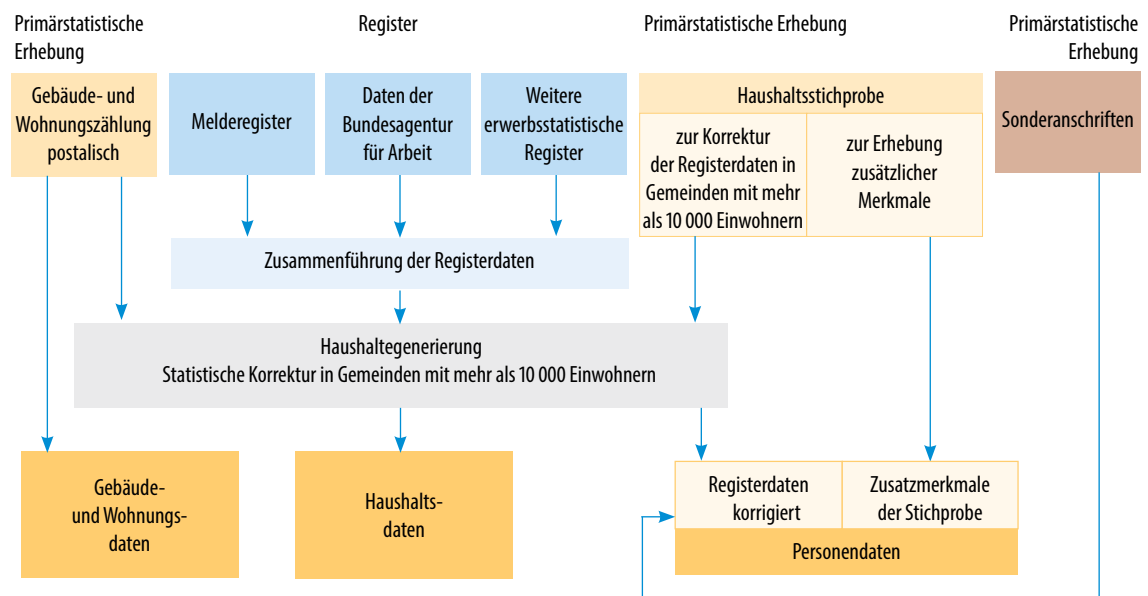 Primärstatistische
Erhebung
Register
Primärstatistische Erhebung
Primärstatistische
Erhebung
Gebäude- und
Wohnungszählung
postalisch
Melderegister
Daten der
Bundesagentur
für Arbeit
Weitere
erwerbsstatistische
Register
Haushaltsstichprobe
zur Korrektur
der Registerdaten in
Gemeinden mit mehr
als 10 000 Einwohnern
zur Erhebung
zusätzlicher
Merkmale
Sonderanschriften
Zusammenführung der Registerdaten
Haushaltegenerierung
Statistische Korrektur in Gemeinden mit mehr als 10 000 Einwohnern
Gebäude-
und Wohnungs-
daten
Haushalts-
daten
Registerdaten
korrigiert
Zusatzmerkmale
der Stichprobe
Personendaten